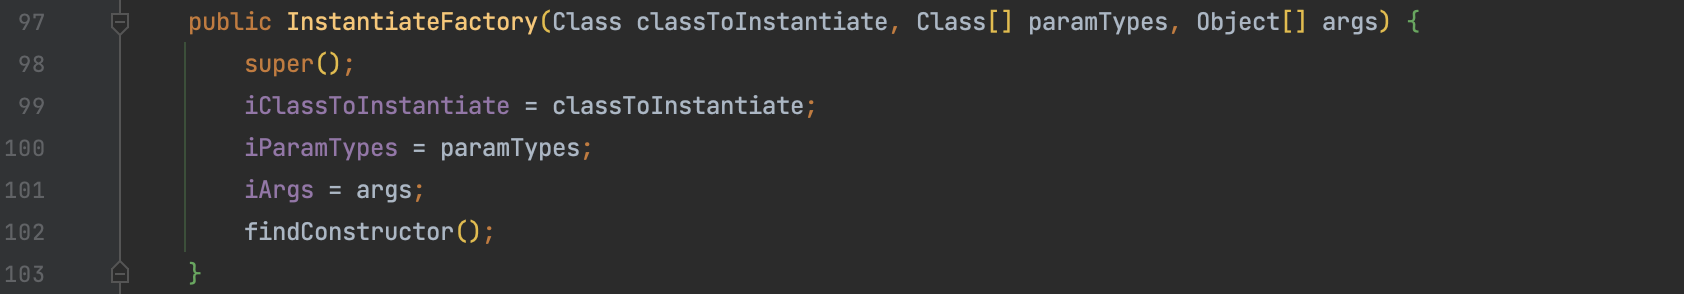 97 public InstantiateFactory(Class classToInstantiate, Class[] paramTypes, Object[] args) {
98 super();
99 iClassToInstantiate = classToInstantiate;
100 iParamTypes = paramTypes;
101 iArgs = args;
102 findConstructor();
103 }